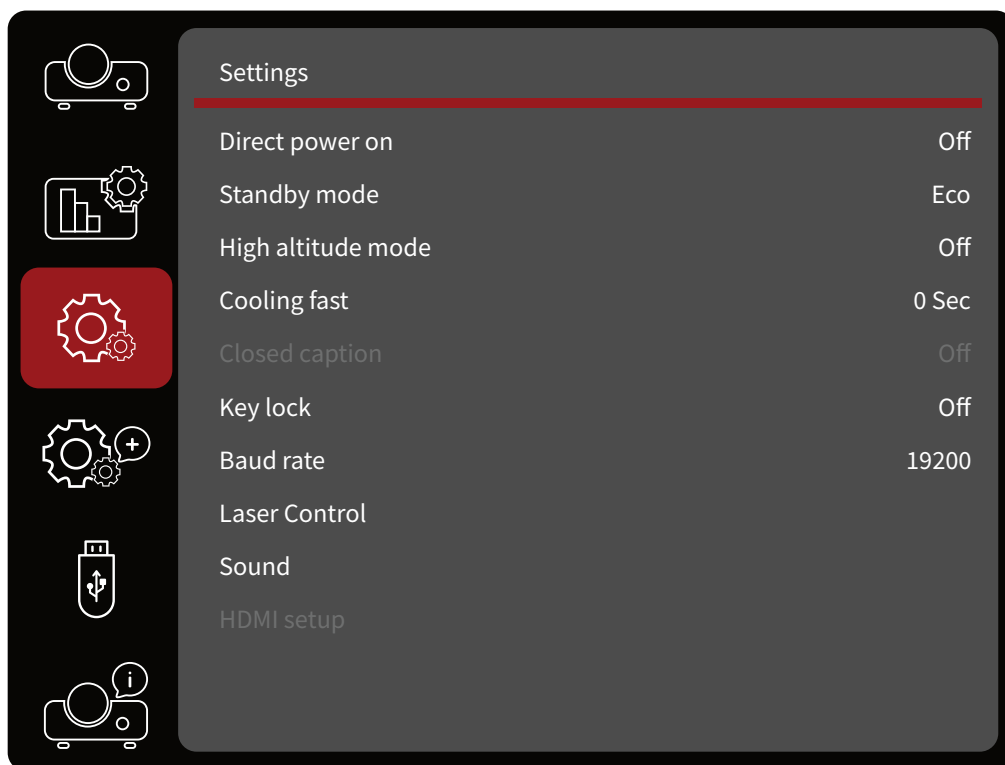 Settings
Direct power on Off
Standby mode Eco
High altitude mode Off
Cooling fast 0 Sec
Closed caption Off
Key lock Off
Baud rate 19200
Laser Control
Sound
HDMI setup
i